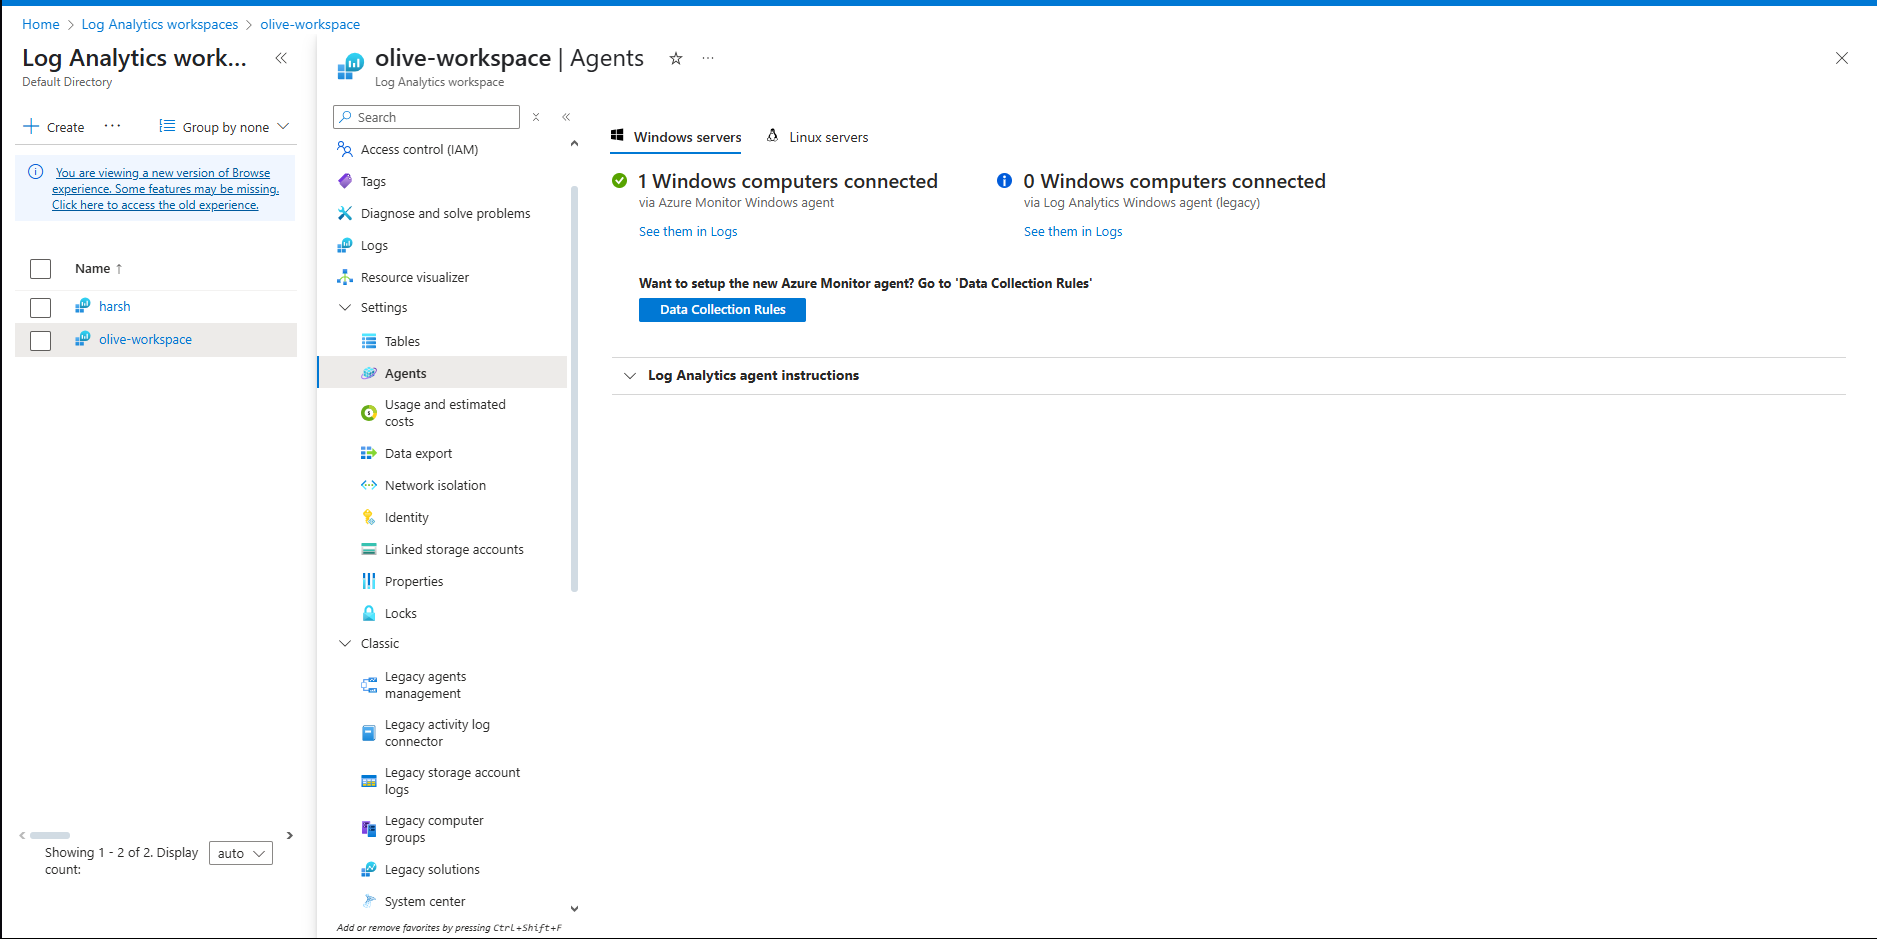 Home > Log Analytics workspaces > olive-workspace
Log Analytics work...
Default Directory
Create
Group by none
You are viewing a new version of Browse
experience. Some features may be missing.
Click here to access the old experience.
Name ↑
harsh
olive-workspace
Showing 1 - 2 of 2. Display
count:
auto
olive-workspace | Agents
Log Analytics workspace
Search
Access control (IAM)
Tags
Diagnose and solve problems
Logs
Resource visualizer
Settings
Tables
Agents
Usage and estimated
costs
Data export
Network isolation
Identity
Linked storage accounts
Properties
Locks
Classic
Legacy agents
management
Legacy activity log
connector
Legacy storage account
logs
Legacy computer
groups
Legacy solutions
System center
Add or remove favorites by pressing Ctrl+Shift+F
Windows servers
Linux servers
1 Windows computers connected
via Azure Monitor Windows agent
See them in Logs
0 Windows computers connected
via Log Analytics Windows agent (legacy)
See them in Logs
Want to setup the new Azure Monitor agent? Go to 'Data Collection Rules'
Data Collection Rules
Log Analytics agent instructions